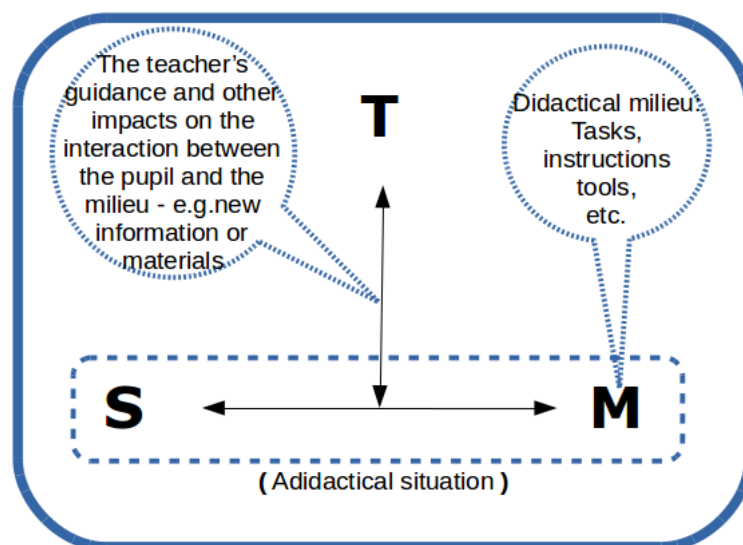 The teacher's
guidance and other
impacts on the
interaction between
the pupil and the
milieu - e.g.new
information or
materials
T
Didactical milieu:
Tasks,
instructions
tools,
etc.
S
M
( Adidactical situation )